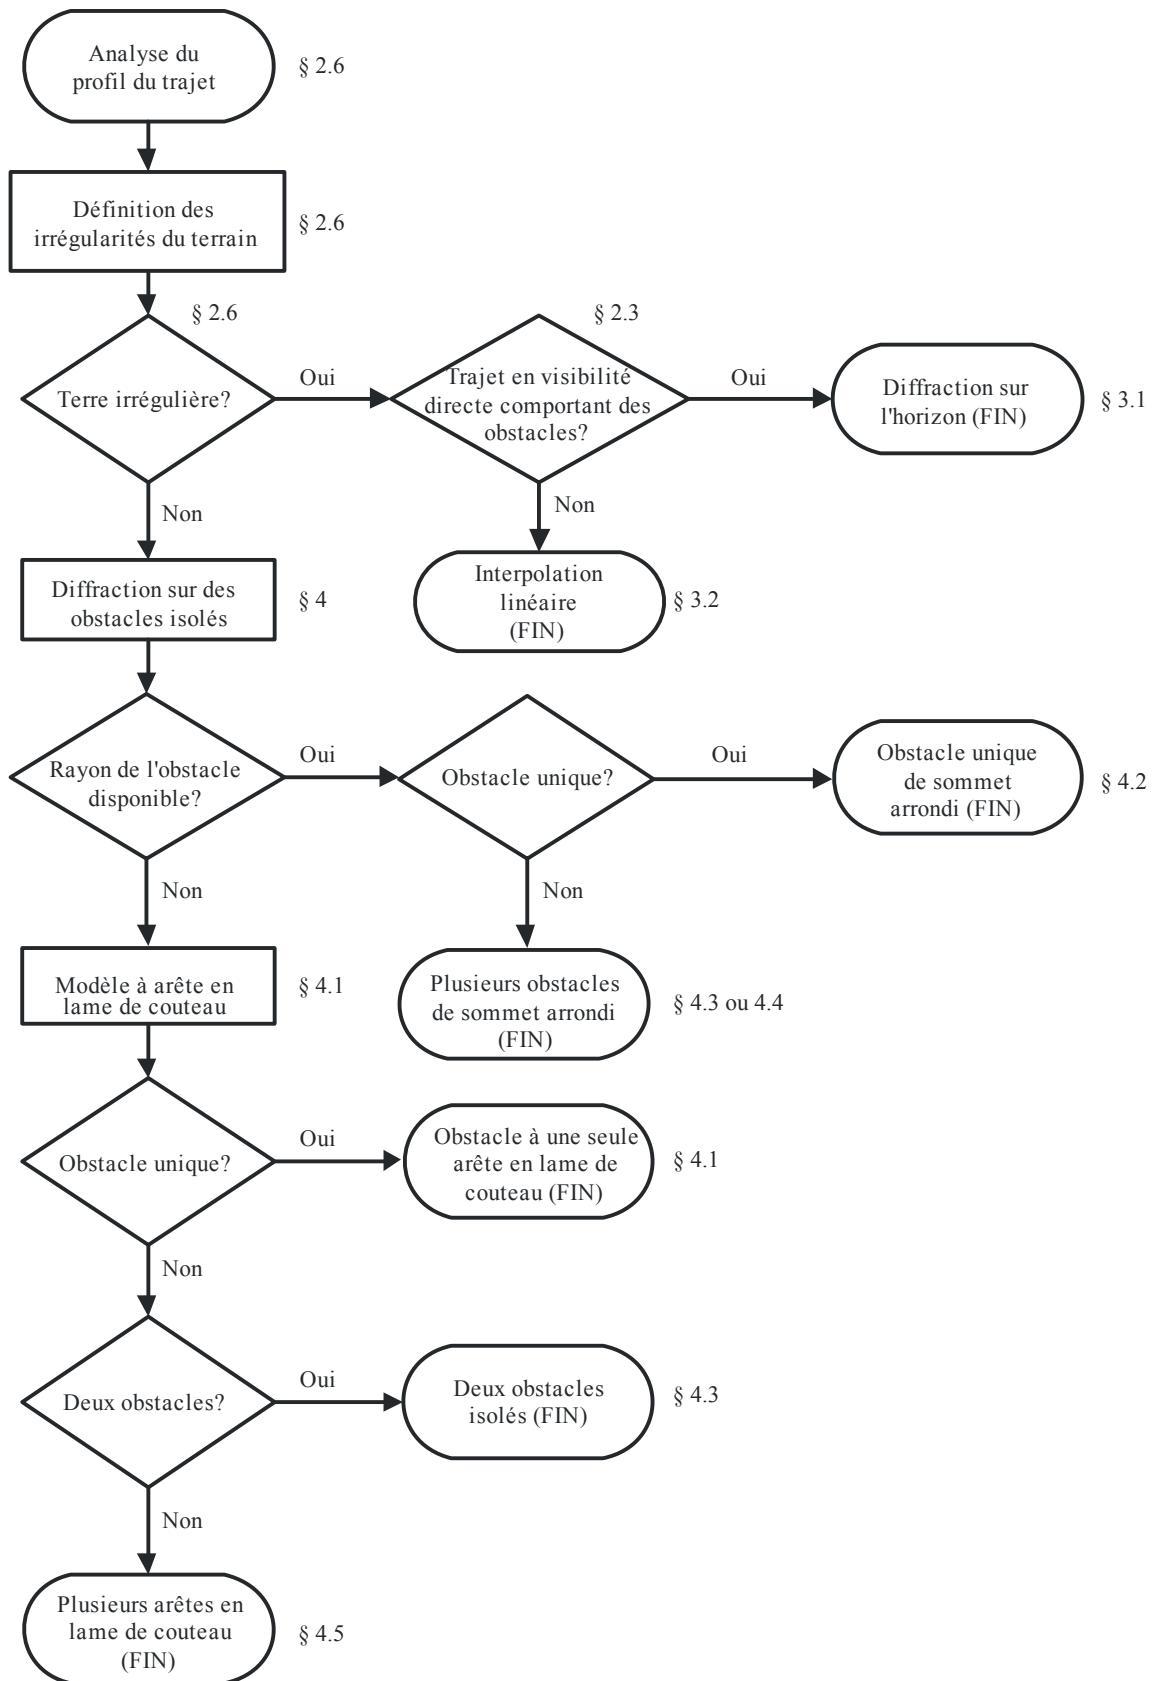 Analyse du
profil du trajet
§ 2.6
Définition des
irrégularités du terrain
§ 2.6
§ 2.6
§ 2.3
Terre irrégulière?
Oui
Trajet en visibilité
directe comportant des
obstacles?
Oui
Diffraction sur
l'horizon (FIN)
§ 3.1
Non
Non
Diffraction sur des
obstacles isolés
§ 4
Interpolation
linéaire
(FIN)
§ 3.2
Rayon de l'obstacle
disponible?
Oui
Obstacle unique?
Oui
Obstacle unique
de sommet
arrondi (FIN)
§ 4.2
Non
Non
Modèle à arête en
lame de couteau
§ 4.1
Plusieurs obstacles
de sommet arrondi
(FIN)
§ 4.3 ou 4.4
Obstacle unique?
Oui
Obstacle à une seule
arête en lame de
couteau (FIN)
§ 4.1
Non
Deux obstacles?
Oui
Deux obstacles
isolés (FIN)
§ 4.3
Non
Plusieurs arêtes en
lame de couteau
(FIN)
§ 4.5